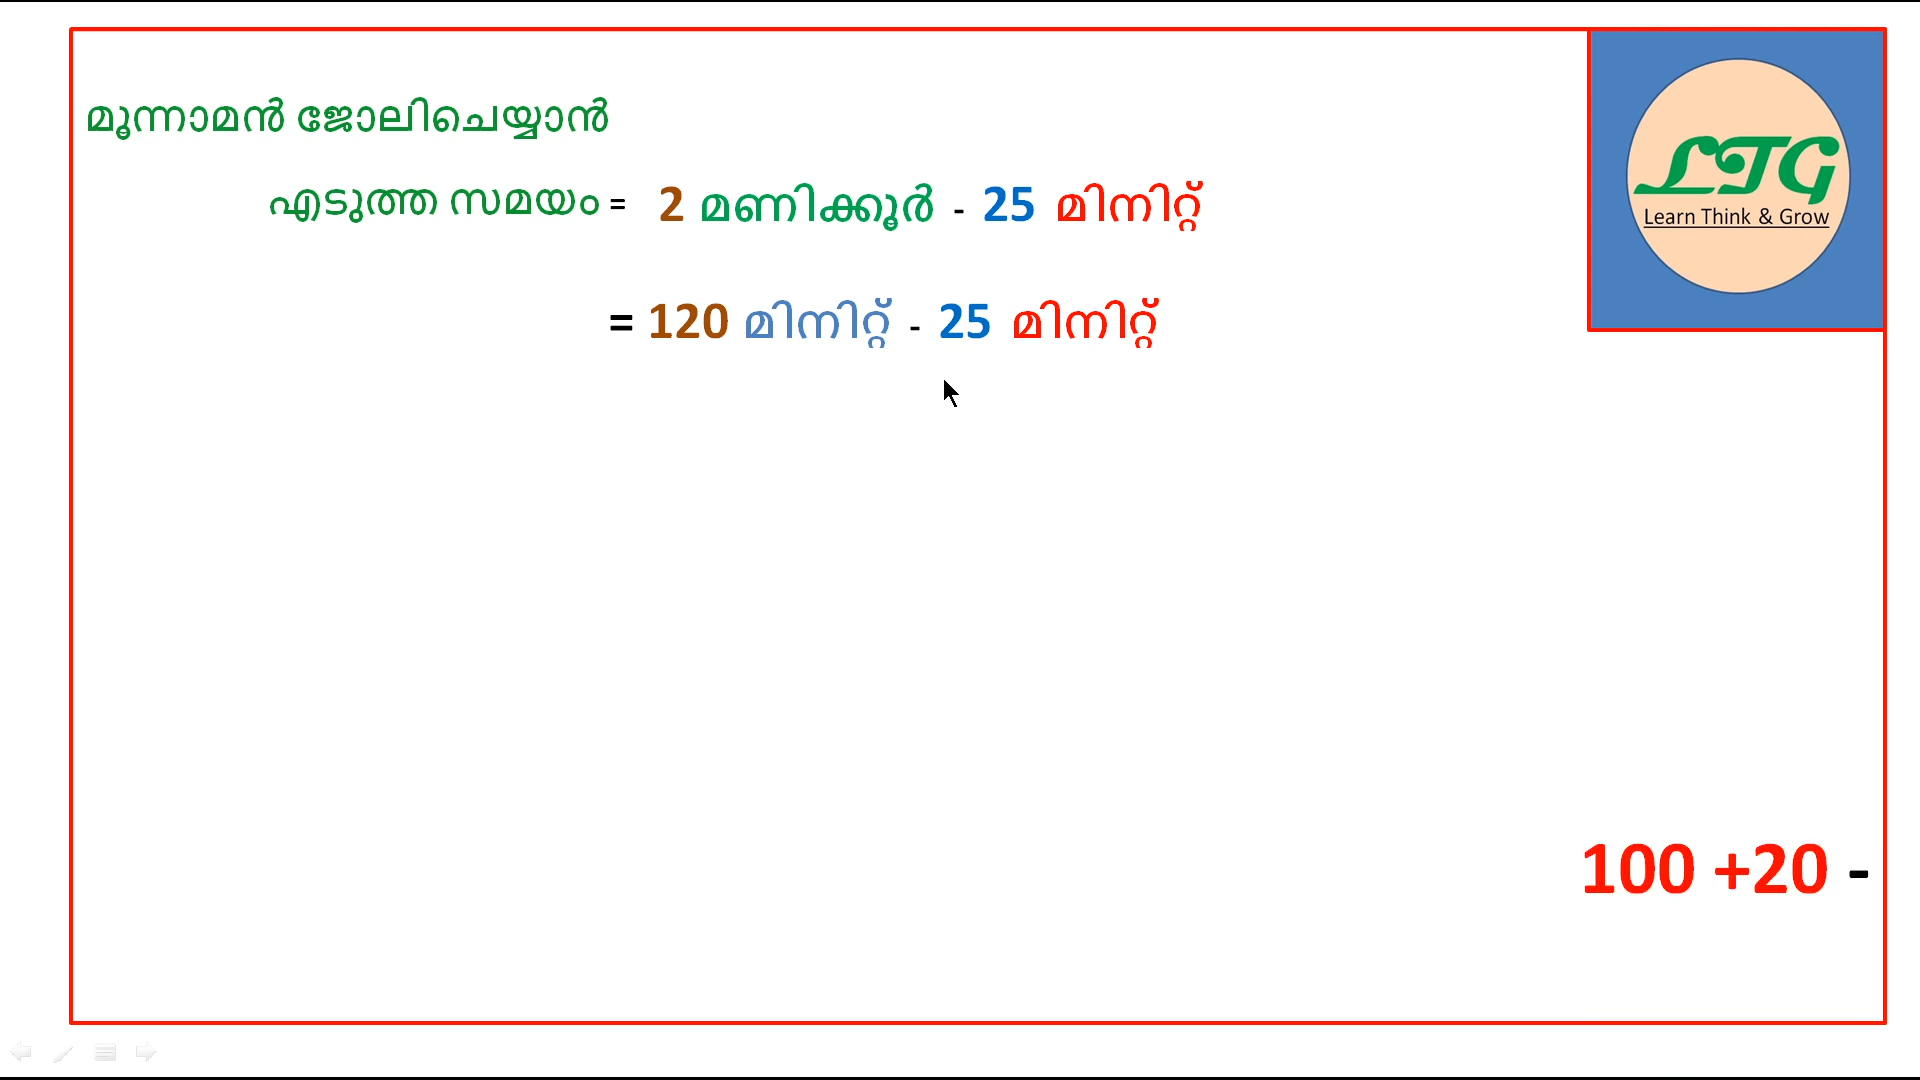 മൂന്നാമൻ ജോലിചെയ്യാൻ
എടുത്ത സമയം = 2 മണിക്കൂർ - 25 മിനിറ്റ്
= 120 മിനിറ്റ് - 25 മിനിറ്റ്
LTG
Learn Think & Grow
100 +20 -